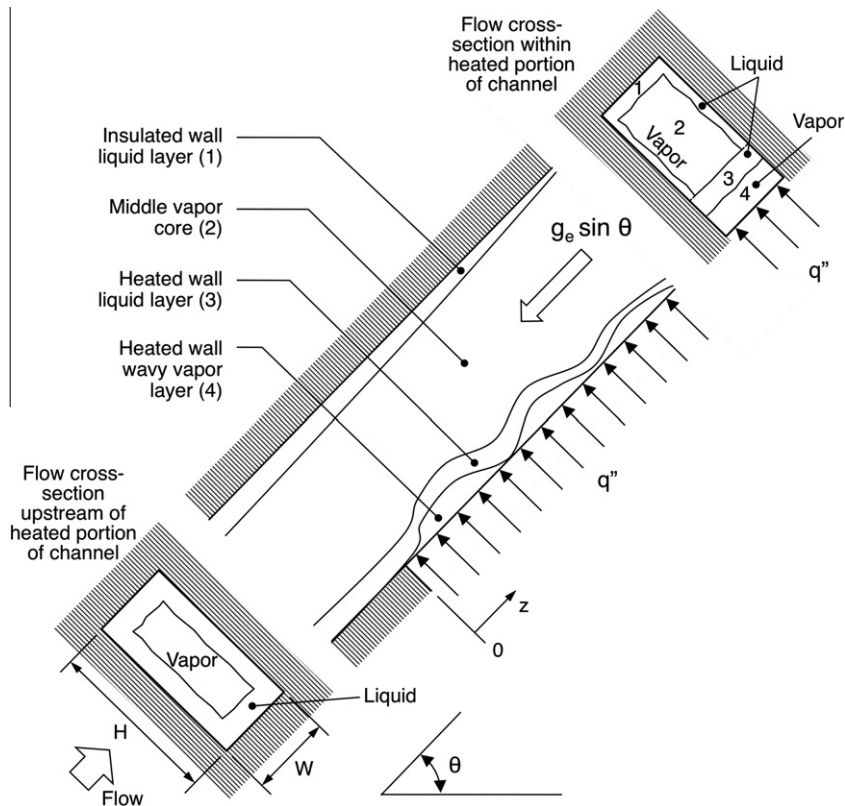 Flow cross-
section within
heated portion
of channel
Liquid
Vapor
1
2
Vapor
3
4
q”
Insulated wall
liquid layer (1)
Middle vapor
core (2)
Heated wall
liquid layer (3)
Heated wall
wavy vapor
layer (4)
gₑ sin θ
q”
Flow cross-
section
upstream of
heated portion
of channel
z
0
Vapor
Liquid
H
W
Flow
θ